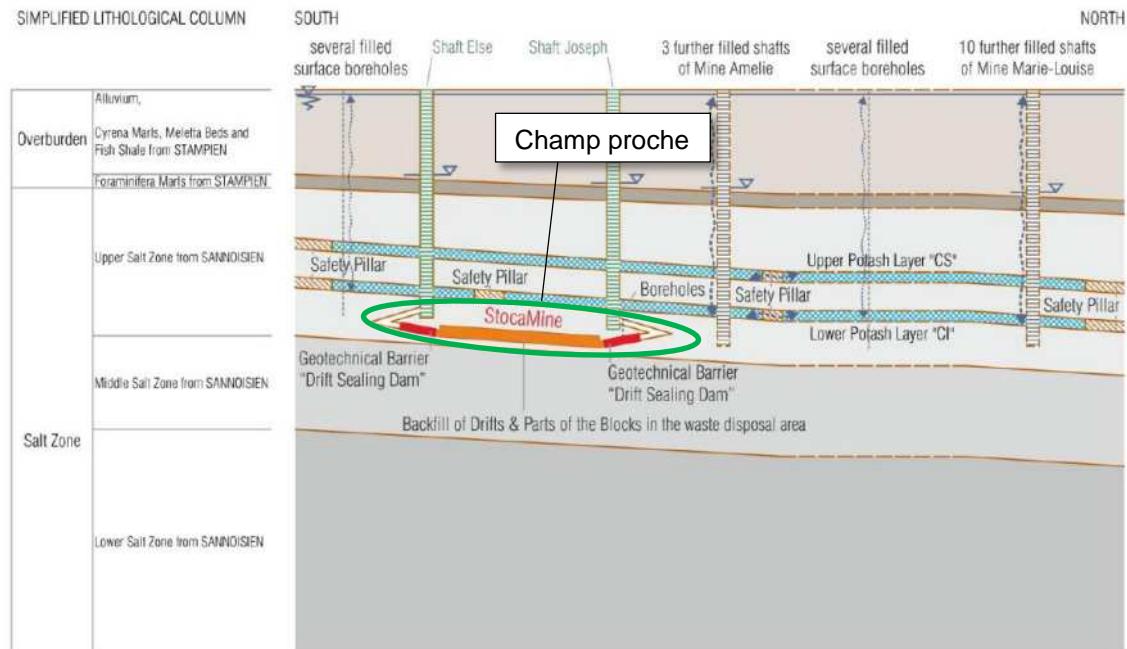 SIMPLIFIED LITHOLOGICAL COLUMN
SOUTH
NORTH
several filled
surface boreholes
Shaft Else
Shaft Joseph
3 further filled shafts
of Mine Amelie
several filled
surface boreholes
10 further filled shafts
of Mine Marie-Louise
Overburden
Alluvium,
Cyrena Marls, Meletta Beds and
Fish Shale from STAMPIEN
Foraminifera Marls from STAMPIEN
Champ proche
Upper Salt Zone from SANNOISIEN
Safety Pillar
Safety Pillar
Boreholes
Safety Pillar
Upper Potash Layer "CS"
Safety Pillar
Lower Potash Layer "CI"
StocaMine
Geotechnical Barrier
"Drift Sealing Dam"
Geotechnical Barrier
"Drift Sealing Dam"
Middle Salt Zone from SANNOISIEN
Backfill of Drifts & Parts of the Blocks in the waste disposal area
Salt Zone
Lower Salt Zone from SANNOISIEN